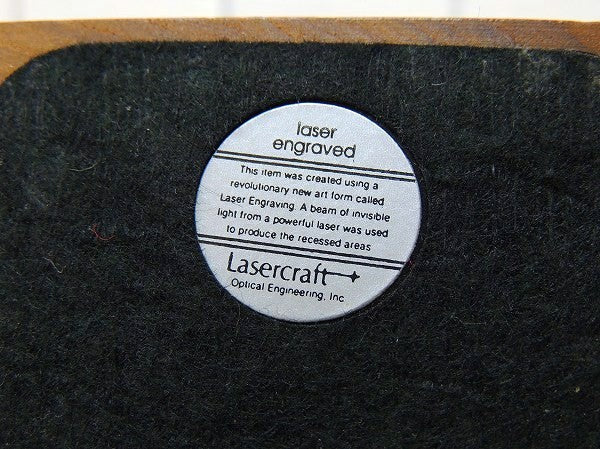 laser
engraved
This item was created using a
revolutionary new art form called
Laser Engraving. A beam of invisible
light from a powerful laser was used
to produce the recessed areas
Lasercraft
Optical Engineering, Inc